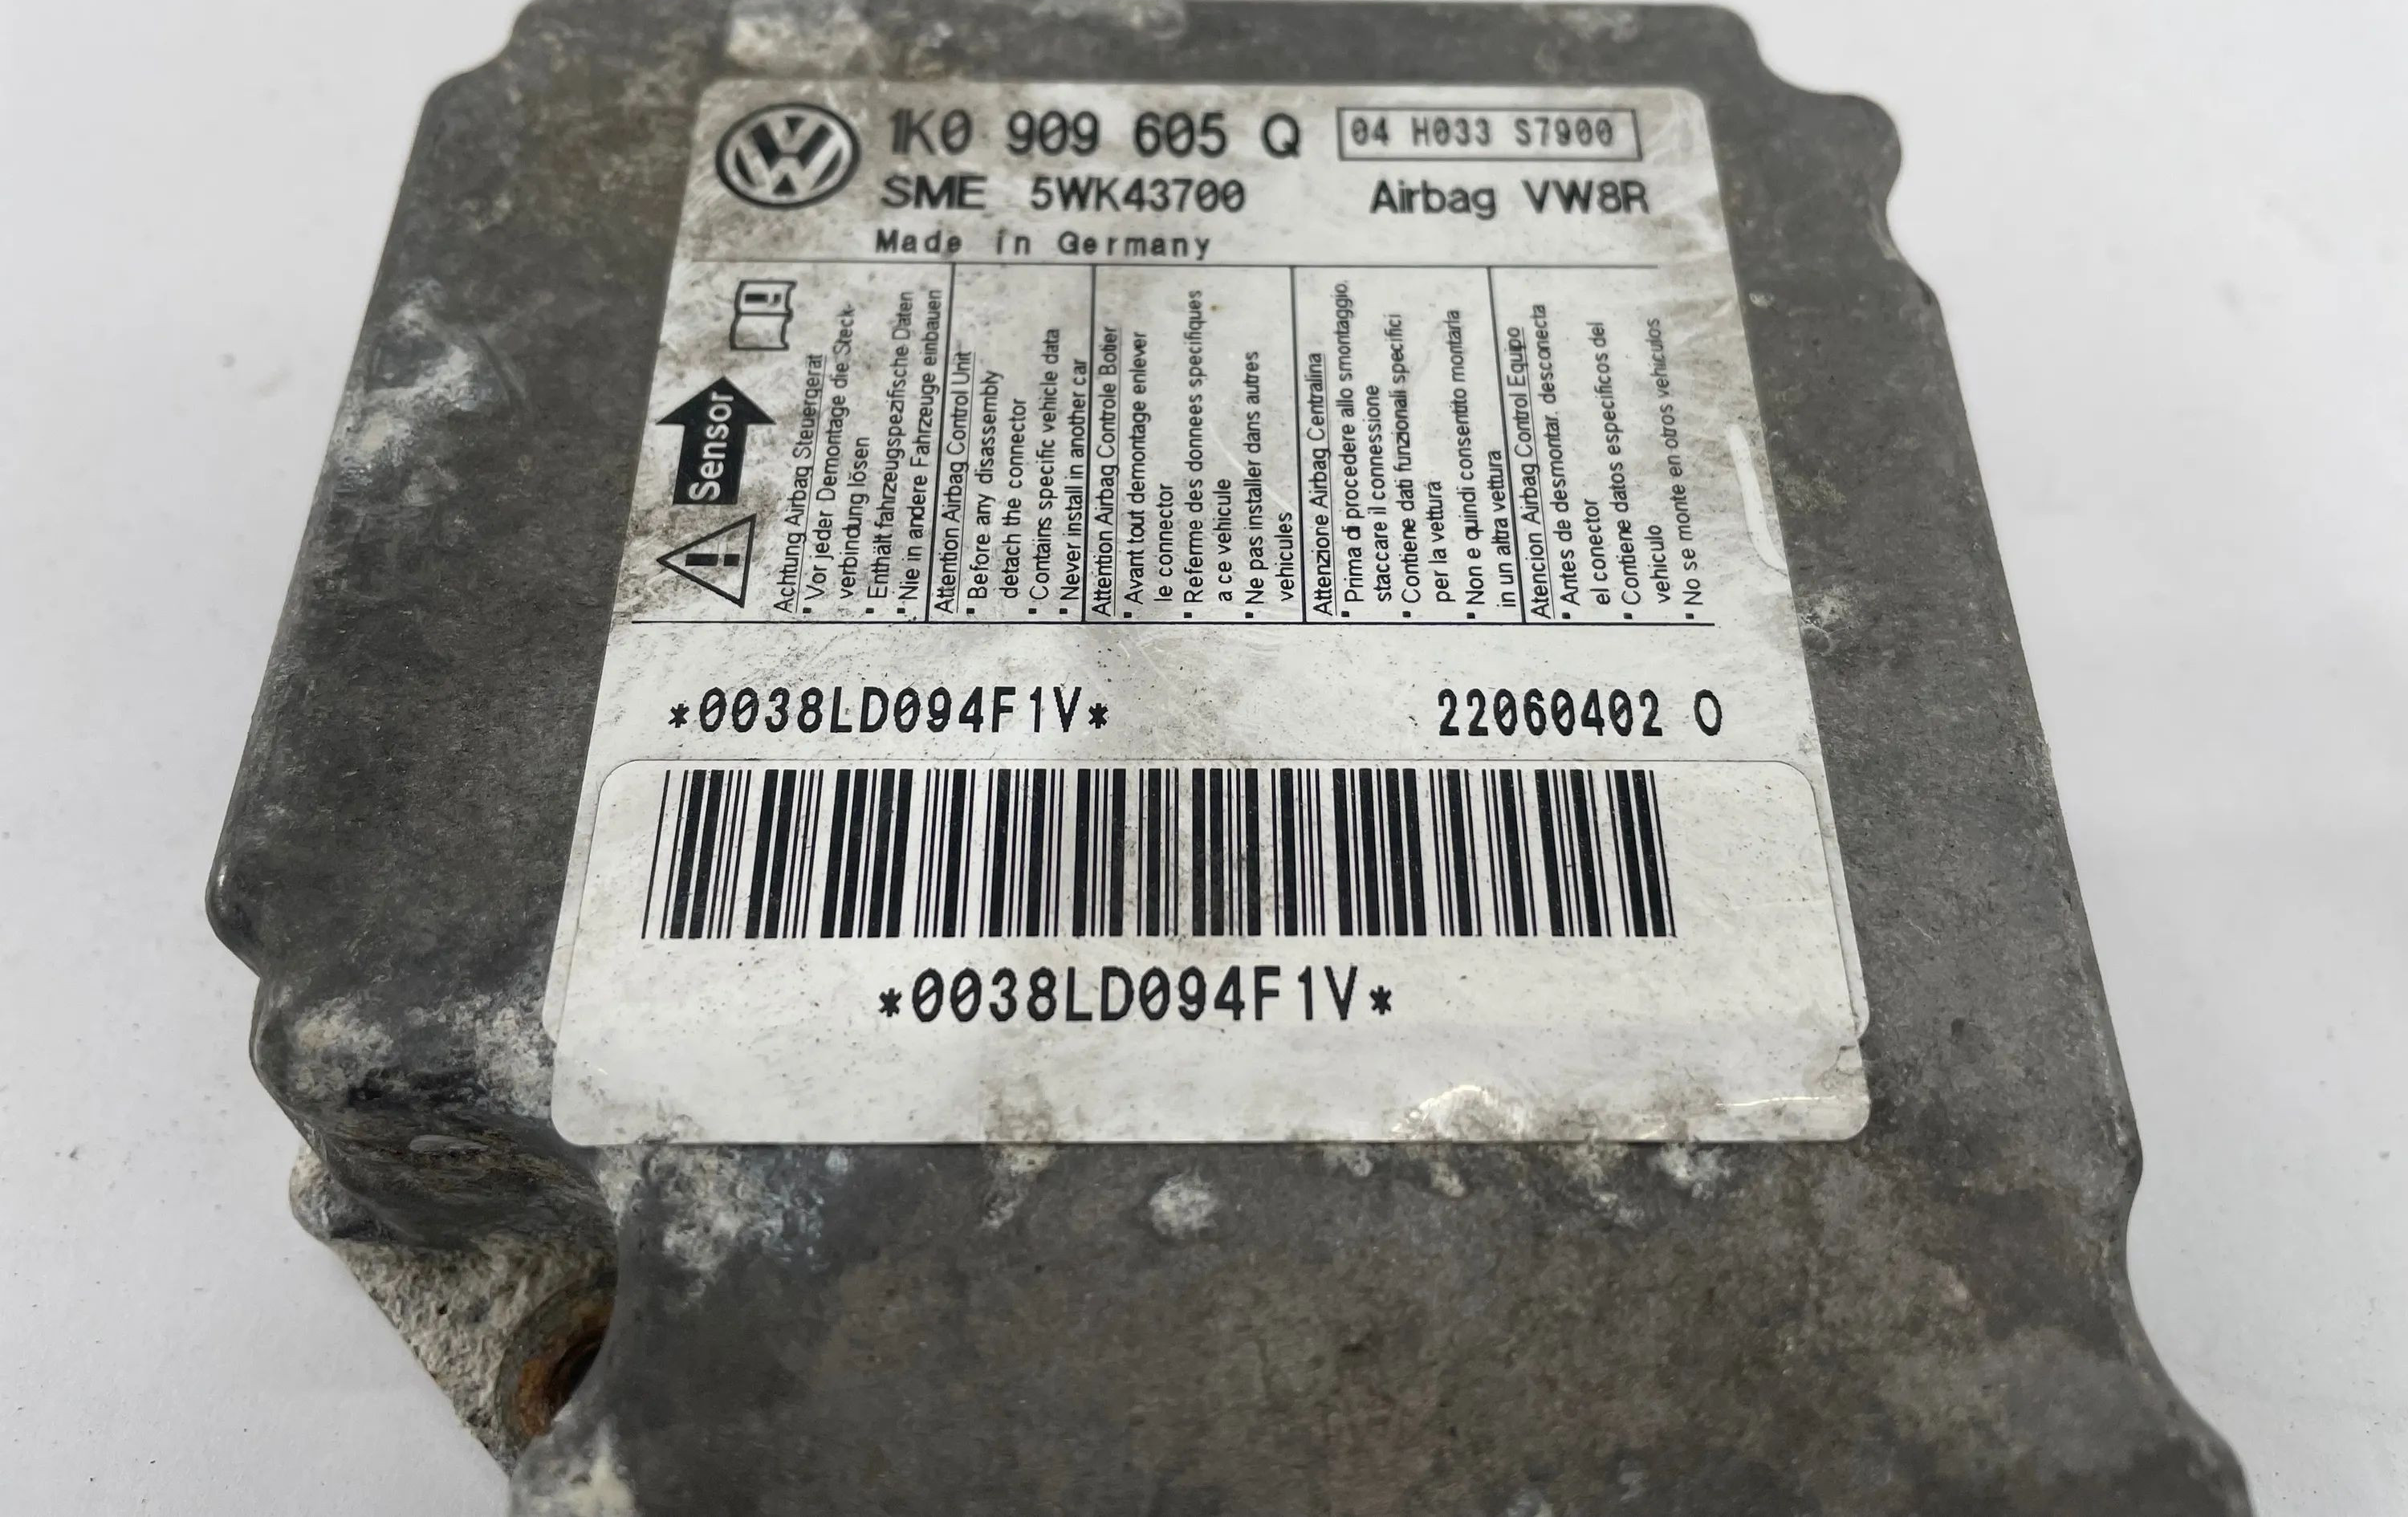 1K0 909 605 Q 04 H033 S7900
SME 5WK43700 Airbag VW8R
Made in Germany
Sensor
Achtung Airbag Steuergerät
▪ Vor jeder Demontage die Steck-
verbindung lösen
▪ Enthält fahrzeugspezifische Daten
▪ Nie in andere Fahrzeuge einbauen
Attention Airbag Control Unit
▪ Before any disassembly
detach the connector
▪ Contains specific vehicle data
▪ Never install in another car
Attention Airbag Controle Botier
▪ Avant tout demontage enlever
le connector
▪ Referme des donnees specifiques
a ce vehicule
▪ Ne pas installer dans autres
vehicules
Attenzione Airbag Centralina
▪ Prima di procedere allo smontaggio.
staccare il connessione
▪ Contiene dati funzionali specifici
per la vettura
▪ Non e quindi consentito montarla
in un altra vettura
Atencion Airbag Control Equipo
▪ Antes de desmontar. desconecta
el conector
▪ Contiene datos especificos del
vehiculo
▪ No se monte en otros vehiculos
*0038LD094F1V* 22060402 O
*0038LD094F1V*